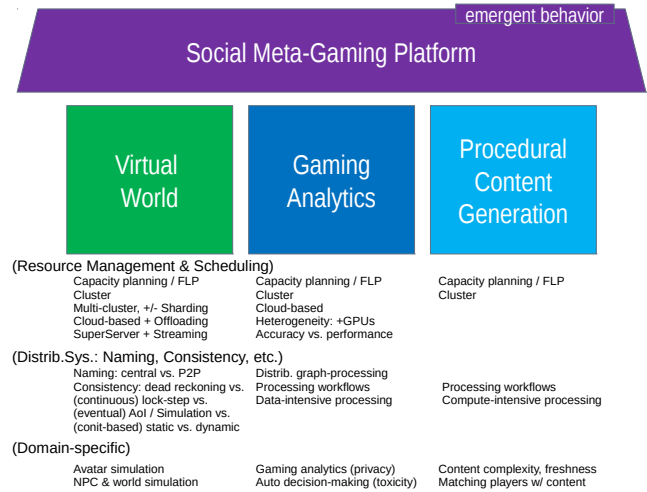 emergent behavior
Social Meta-Gaming Platform
Virtual
World
Gaming
Analytics
Procedural
Content
Generation
(Resource Management & Scheduling)
Capacity planning / FLP
Cluster
Multi-cluster, +/- Sharding
Cloud-based + Offloading
SuperServer + Streaming
Capacity planning / FLP
Cluster
Cloud-based
Heterogeneity: +GPUs
Accuracy vs. performance
Capacity planning / FLP
Cluster
(Distrib.Sys.: Naming, Consistency, etc.)
Naming: central vs. P2P
Consistency: dead reckoning vs.
(continuous) lock-step vs.
(eventual) AoI / Simulation vs.
(conit-based) static vs. dynamic
Distrib. graph-processing
Processing workflows
Data-intensive processing
Processing workflows
Compute-intensive processing
(Domain-specific)
Avatar simulation
NPC & world simulation
Gaming analytics (privacy)
Auto decision-making (toxicity)
Content complexity, freshness
Matching players w/ content